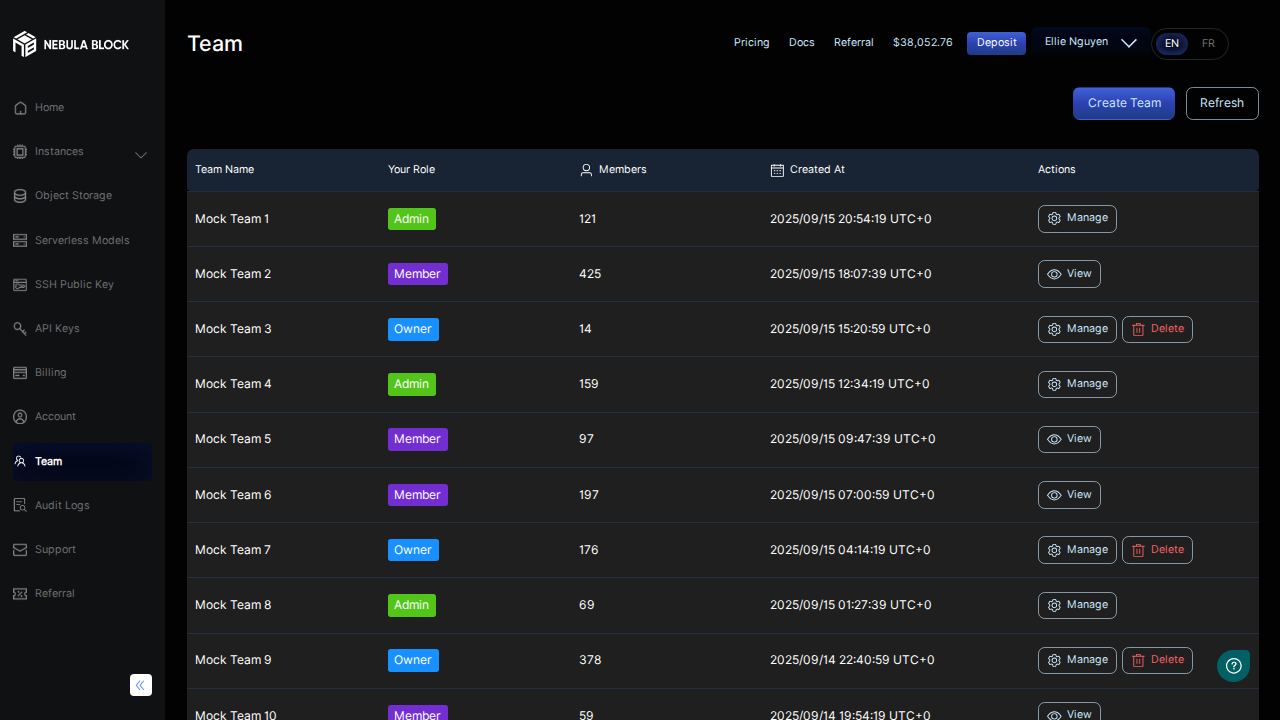 NEBULA BLOCK
Team
Pricing Docs Referral $38,052.76 Deposit Ellie Nguyen EN FR
Home
Instances
Object Storage
Serverless Models
SSH Public Key
API Keys
Billing
Account
Team
Audit Logs
Support
Referral
Create Team Refresh
Team Name Your Role Members Created At Actions
Mock Team 1 Admin 121 2025/09/15 20:54:19 UTC+0 Manage
Mock Team 2 Member 425 2025/09/15 18:07:39 UTC+0 View
Mock Team 3 Owner 14 2025/09/15 15:20:59 UTC+0 Manage Delete
Mock Team 4 Admin 159 2025/09/15 12:34:19 UTC+0 Manage
Mock Team 5 Member 97 2025/09/15 09:47:39 UTC+0 View
Mock Team 6 Member 197 2025/09/15 07:00:59 UTC+0 View
Mock Team 7 Owner 176 2025/09/15 04:14:19 UTC+0 Manage Delete
Mock Team 8 Admin 69 2025/09/15 01:27:39 UTC+0 Manage
Mock Team 9 Owner 378 2025/09/14 22:40:59 UTC+0 Manage Delete
Mock Team 10 Member 59 2025/09/14 19:54:19 UTC+0 View